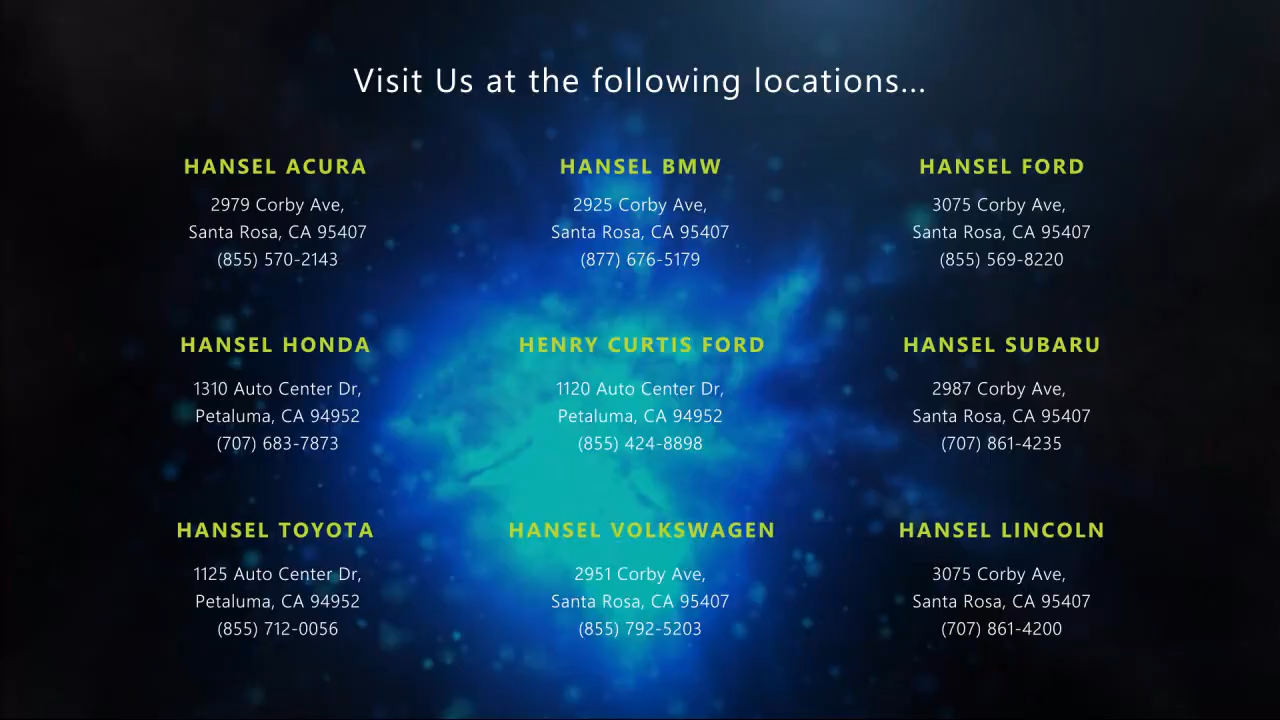 Visit Us at the following locations...
HANSEL ACURA
2979 Corby Ave,
Santa Rosa, CA 95407
(855) 570-2143
HANSEL BMW
2925 Corby Ave,
Santa Rosa, CA 95407
(877) 676-5179
HANSEL FORD
3075 Corby Ave,
Santa Rosa, CA 95407
(855) 569-8220
HANSEL HONDA
1310 Auto Center Dr,
Petaluma, CA 94952
(707) 683-7873
HENRY CURTIS FORD
1120 Auto Center Dr,
Petaluma, CA 94952
(855) 424-8898
HANSEL SUBARU
2987 Corby Ave,
Santa Rosa, CA 95407
(707) 861-4235
HANSEL TOYOTA
1125 Auto Center Dr,
Petaluma, CA 94952
(855) 712-0056
HANSEL VOLKSWAGEN
2951 Corby Ave,
Santa Rosa, CA 95407
(855) 792-5203
HANSEL LINCOLN
3075 Corby Ave,
Santa Rosa, CA 95407
(707) 861-4200